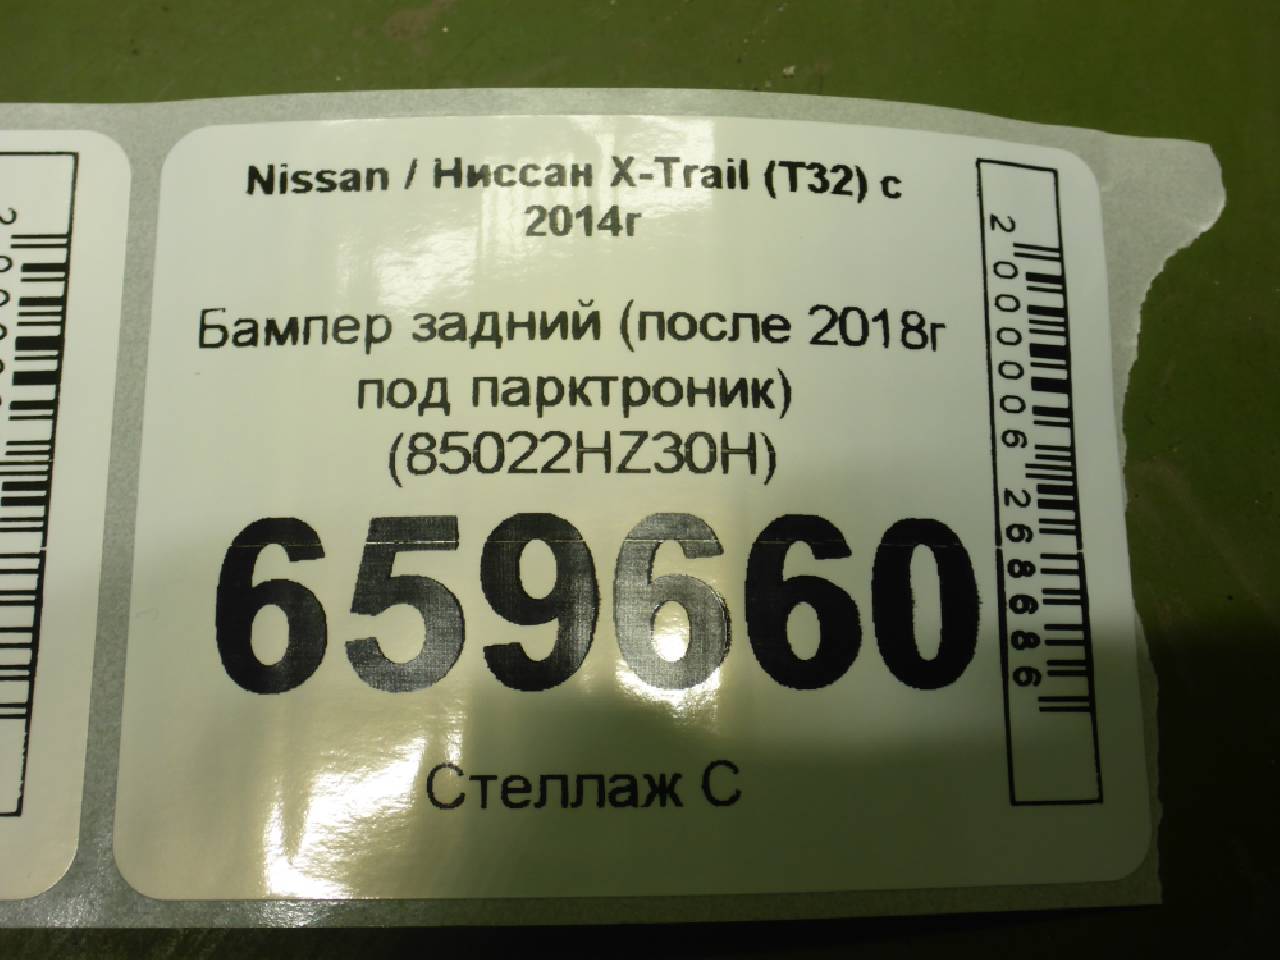 Nissan / Ниссан X-Trail (T32) с
2014г
Бампер задний (после 2018г
под парктроник)
(85022HZ30H)
659660
Стеллаж С
2000006268686